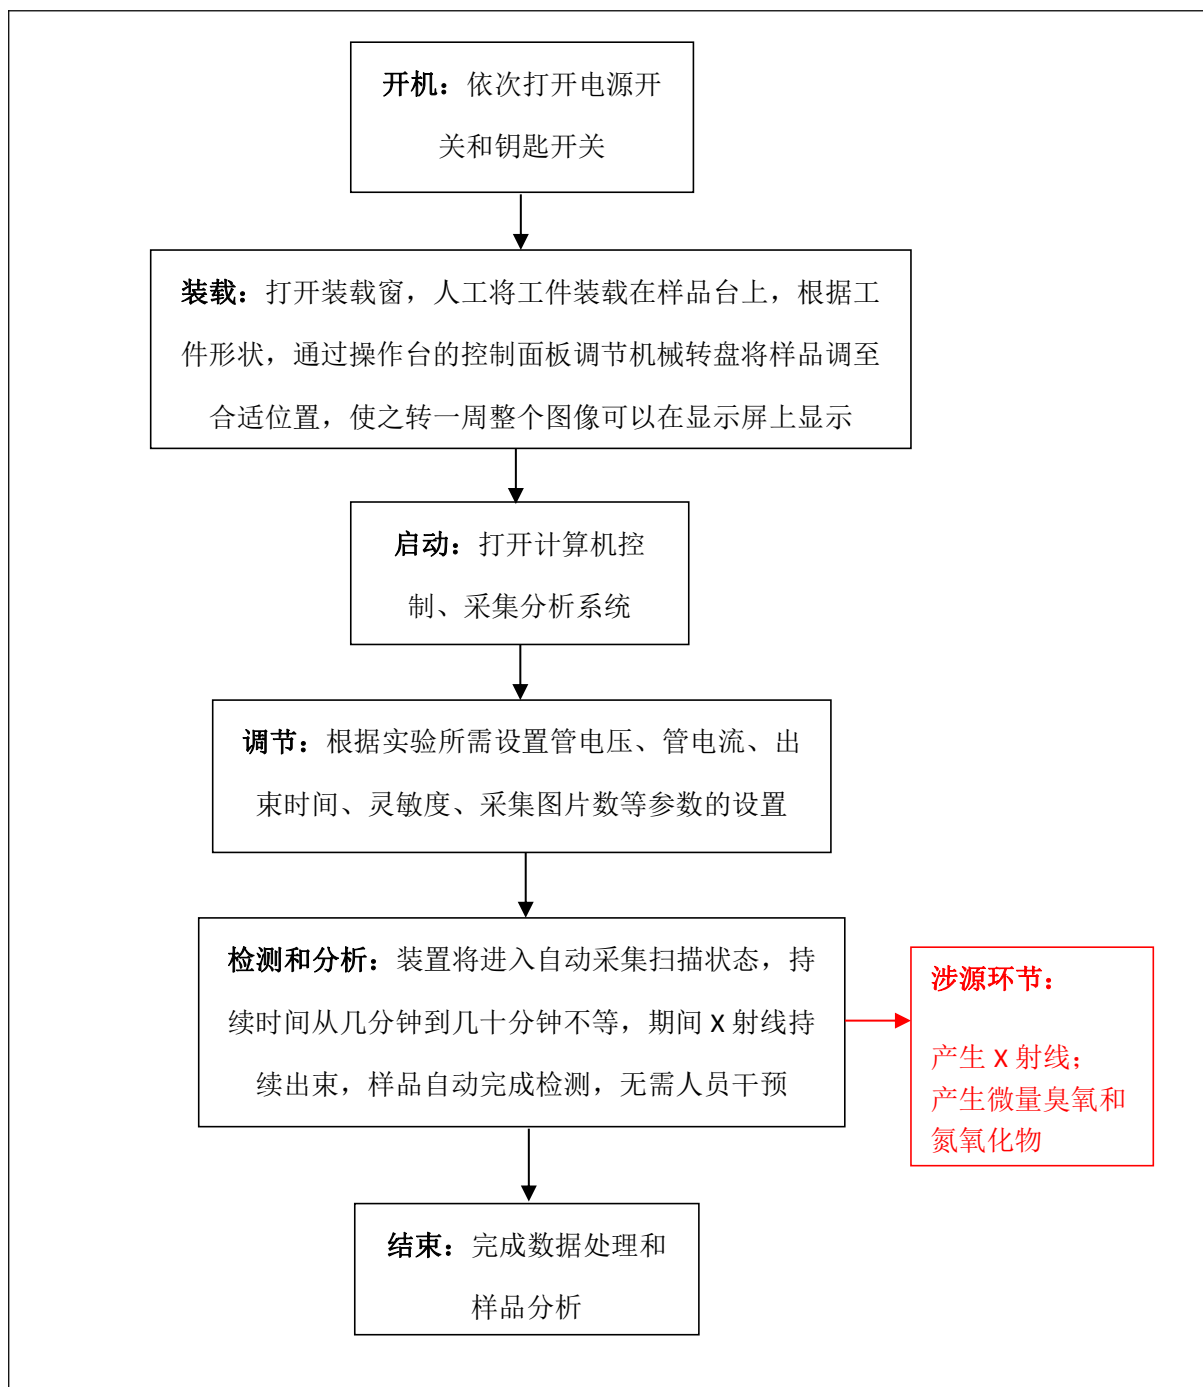 开机：依次打开电源开
关和钥匙开关
装载：打开装载窗，人工将工件装载在样品台上，根据工
件形状，通过操作台的控制面板调节机械转盘将样品调至
合适位置，使之转一周整个图像可以在显示屏上显示
启动：打开计算机控
制、采集分析系统
调节：根据实验所需设置管电压、管电流、出
束时间、灵敏度、采集图片数等参数的设置
检测和分析：装置将进入自动采集扫描状态，持
续时间从几分钟到几十分钟不等，期间 X 射线持
续出束，样品自动完成检测，无需人员干预
涉源环节：
产生 X 射线；
产生微量臭氧和
氮氧化物
结束：完成数据处理和
样品分析